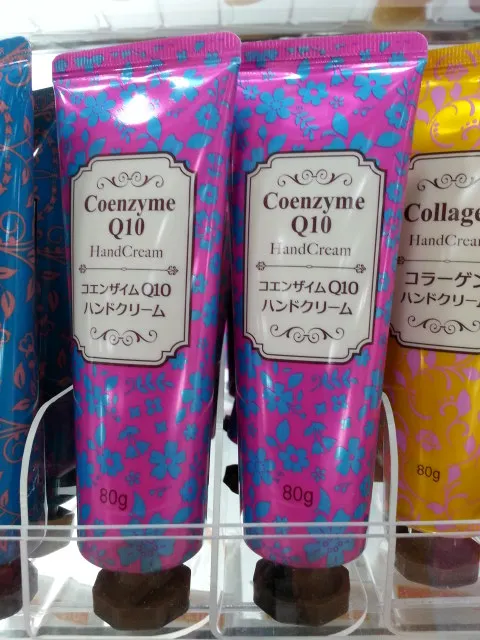 Coenzyme
Q10
HandCream
コエンザイムQ10
ハンドクリーム
80g
Coenzyme
Q10
HandCream
コエンザイムQ10
ハンドクリーム
80g
Collage
HandCrea
コラーゲン
ハンドクリーム
80g